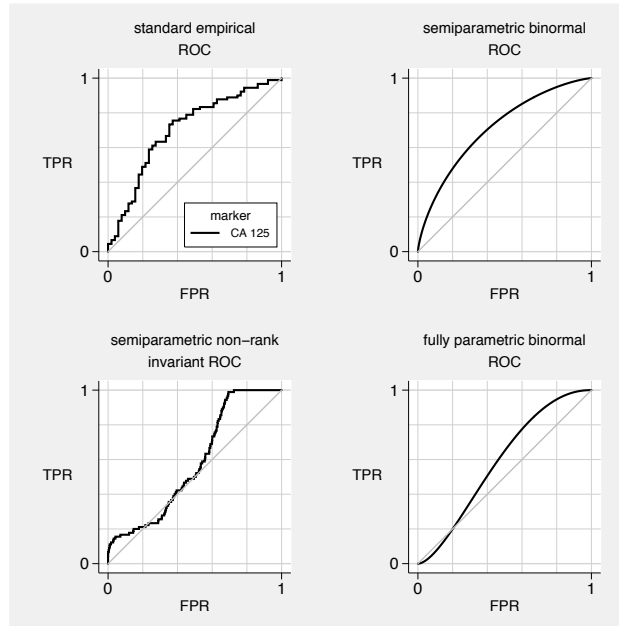 standard empirical
ROC
1
TPR
0
marker
CA 125
0
1
FPR
semiparametric binormal
ROC
1
TPR
0
0
1
FPR
semiparametric non−rank
invariant ROC
1
TPR
0
0
1
FPR
fully parametric binormal
ROC
1
TPR
0
0
1
FPR